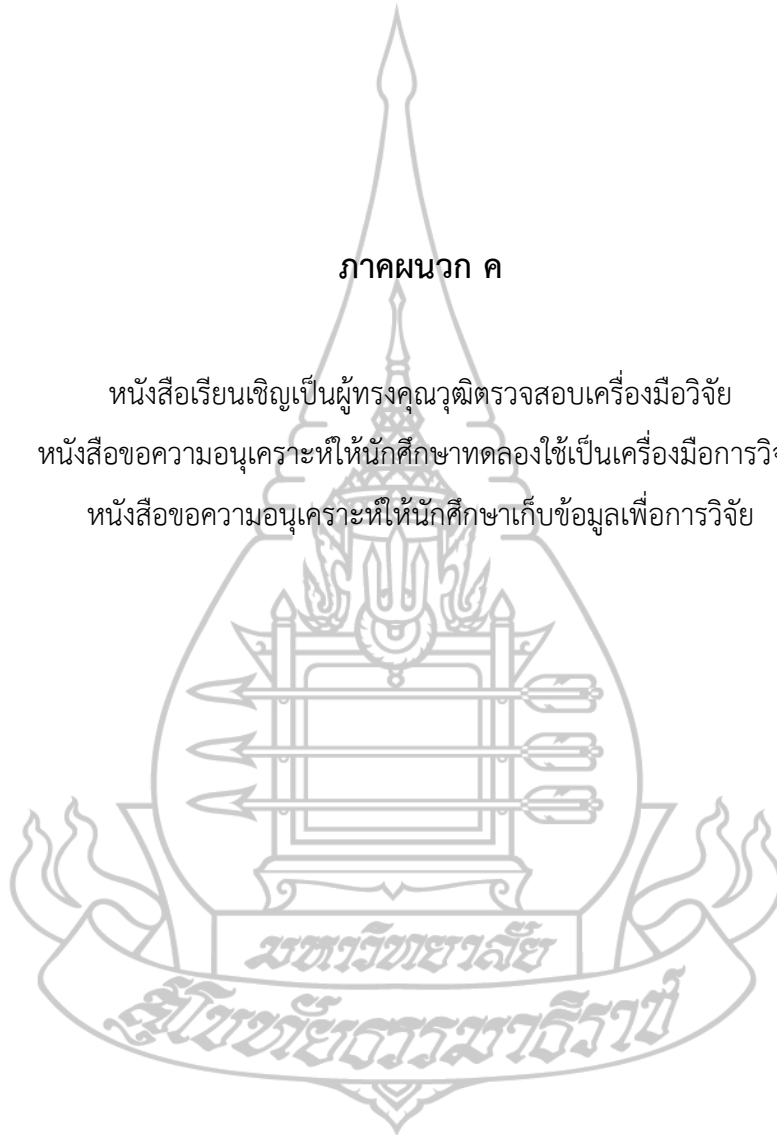 ภาคผนวก ค
หนังสือเรียนเชิญเป็นผู้ทรงคุณวุฒิตรวจสอบเครื่องมือวิจัย
หนังสือขอความอนุเคราะห์ให้นักศึกษาทดลองใช้เป็นเครื่องมือการวิจ
หนังสือขอความอนุเคราะห์ให้นักศึกษาเก็บข้อมูลเพื่อการวิจัย
มหาวิทยาลัย
สุโขทัยธรรมาธิราช